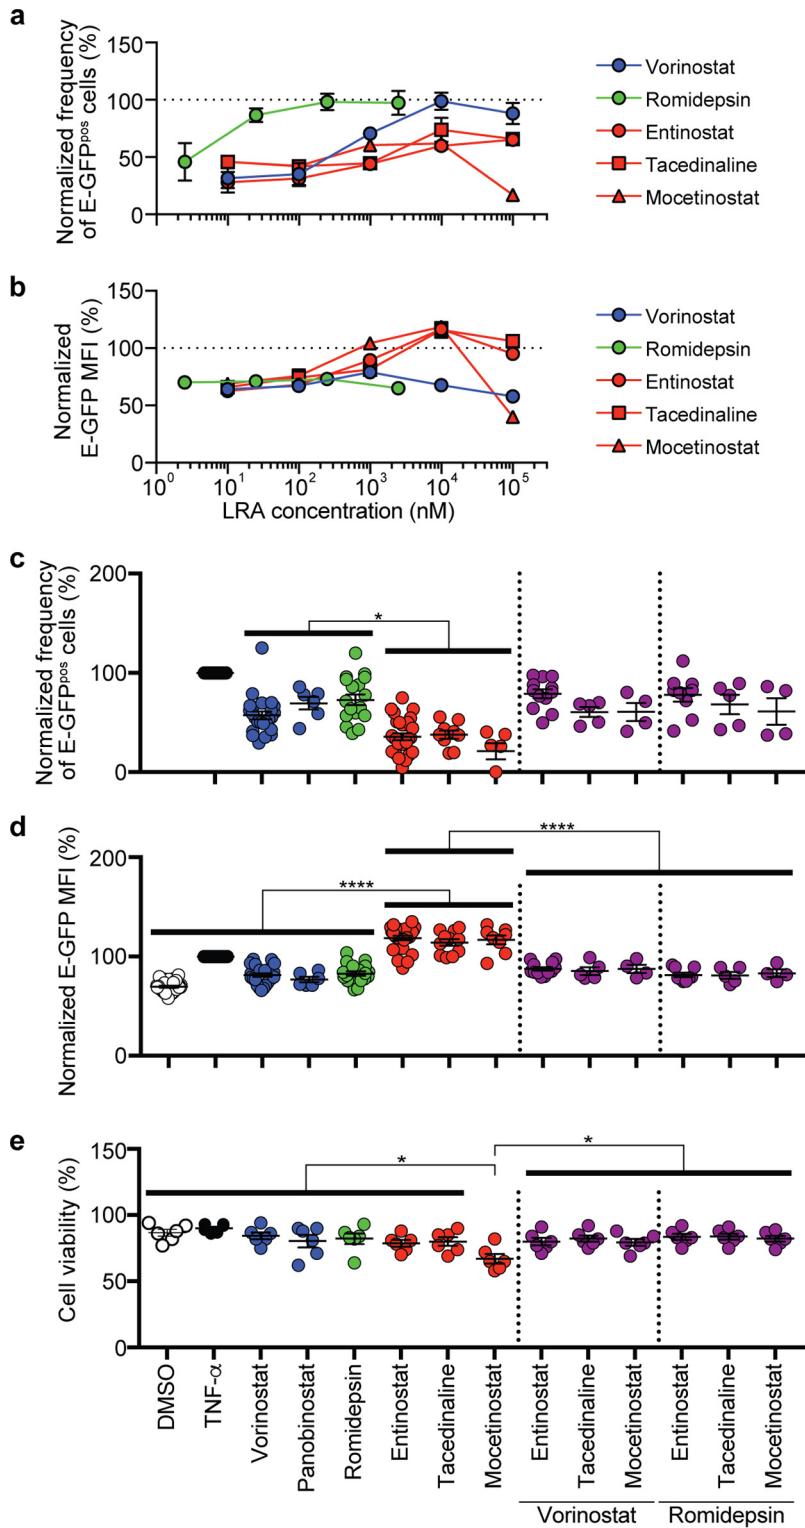 a
Normalized frequency
of E-GFPpos cells (%)
150
100
50
0
Vorinostat
Romidepsin
Entinostat
Tacedinaline
Mocetinostat
b
Normalized
E-GFP MFI (%)
150
100
50
0
10⁰ 10¹ 10² 10³ 10⁴ 10⁵
LRA concentration (nM)
Vorinostat
Romidepsin
Entinostat
Tacedinaline
Mocetinostat
c
Normalized frequency
of E-GFPpos cells (%)
200
100
0
*
d
Normalized E-GFP MFI (%)
200
100
0
****
****
e
Cell viability (%)
150
100
50
0
*
*
DMSO
TNF-α
Vorinostat
Panobinostat
Romidepsin
Entinostat
Tacedinaline
Mocetinostat
Entinostat
Tacedinaline
Mocetinostat
Entinostat
Tacedinaline
Mocetinostat
Vorinostat Romidepsin